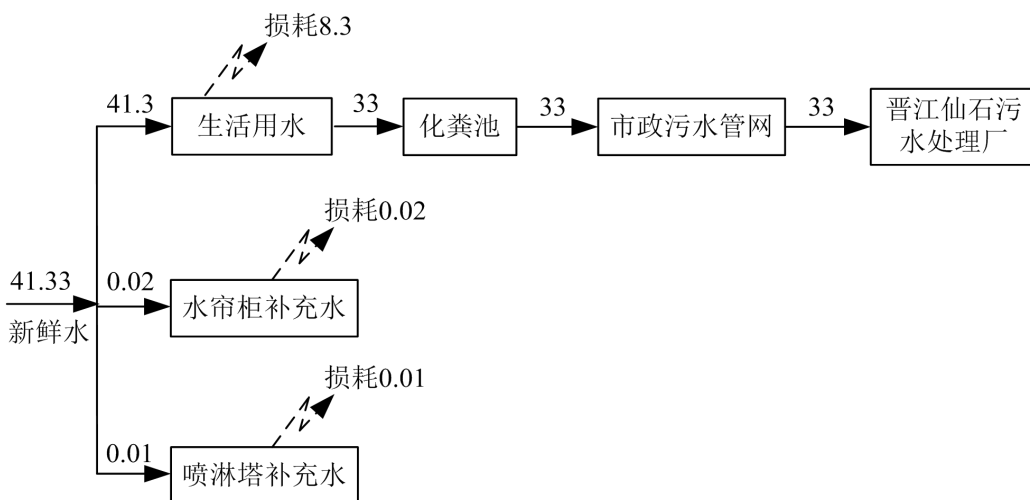 损耗8.3
41.3
生活用水
33
化粪池
33
市政污水管网
33
晋江仙石污
水处理厂
损耗0.02
41.33
新鲜水
0.02
水帘柜补充水
损耗0.01
0.01
喷淋塔补充水